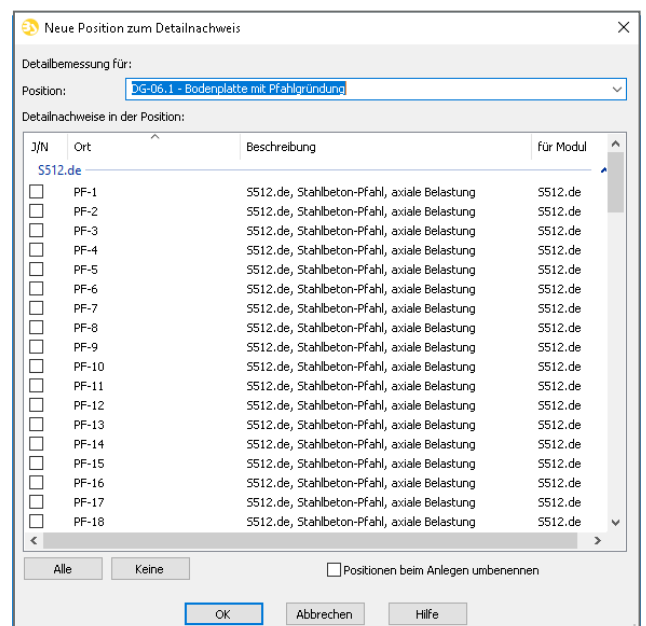 Neue Position zum Detailnachweis
Detailbemessung für:
Position: DG-06.1 - Bodenplatte mit Pfahlgründung
Detailnachweise in der Position:
J/N Ort Beschreibung für Modul
S512.de
PF-1 S512.de, Stahlbeton-Pfahl, axiale Belastung S512.de
PF-2 S512.de, Stahlbeton-Pfahl, axiale Belastung S512.de
PF-3 S512.de, Stahlbeton-Pfahl, axiale Belastung S512.de
PF-4 S512.de, Stahlbeton-Pfahl, axiale Belastung S512.de
PF-5 S512.de, Stahlbeton-Pfahl, axiale Belastung S512.de
PF-6 S512.de, Stahlbeton-Pfahl, axiale Belastung S512.de
PF-7 S512.de, Stahlbeton-Pfahl, axiale Belastung S512.de
PF-8 S512.de, Stahlbeton-Pfahl, axiale Belastung S512.de
PF-9 S512.de, Stahlbeton-Pfahl, axiale Belastung S512.de
PF-10 S512.de, Stahlbeton-Pfahl, axiale Belastung S512.de
PF-11 S512.de, Stahlbeton-Pfahl, axiale Belastung S512.de
PF-12 S512.de, Stahlbeton-Pfahl, axiale Belastung S512.de
PF-13 S512.de, Stahlbeton-Pfahl, axiale Belastung S512.de
PF-14 S512.de, Stahlbeton-Pfahl, axiale Belastung S512.de
PF-15 S512.de, Stahlbeton-Pfahl, axiale Belastung S512.de
PF-16 S512.de, Stahlbeton-Pfahl, axiale Belastung S512.de
PF-17 S512.de, Stahlbeton-Pfahl, axiale Belastung S512.de
PF-18 S512.de, Stahlbeton-Pfahl, axiale Belastung S512.de
Alle Keine Positionen beim Anlegen umbenennen
OK Abbrechen Hilfe